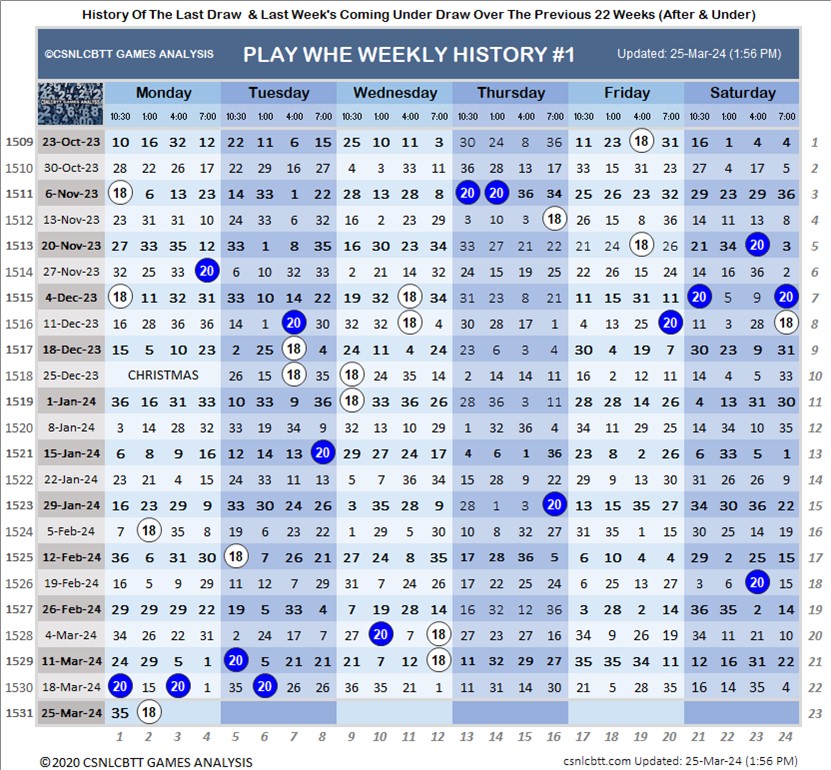 History Of The Last Draw & Last Week's Coming Under Draw Over The Previous 22 Weeks (After & Under)
©CSNLCBTT GAMES ANALYSIS PLAY WHE WEEKLY HISTORY #1 Updated: 25-Mar-24 (1:56 PM)
Monday Tuesday Wednesday Thursday Friday Saturday
CSNLCBTT GAMES ANALYSIS 10:30 1:00 4:00 7:00 10:30 1:00 4:00 7:00 10:30 1:00 4:00 7:00 10:30 1:00 4:00 7:00 10:30 1:00 4:00 7:00 10:30 1:00 4:00 7:00
1509 23-Oct-23 10 16 32 12 22 11 6 15 25 10 11 3 30 24 8 36 11 23 18 31 16 1 4 4 1
1510 30-Oct-23 28 22 26 17 22 29 16 27 4 3 33 11 36 28 13 17 33 15 31 23 27 4 17 5 2
1511 6-Nov-23 18 6 13 23 14 33 1 22 28 13 28 8 20 20 36 34 25 26 23 32 29 23 29 36 3
1512 13-Nov-23 23 31 31 10 24 33 6 32 16 2 23 29 3 10 3 18 26 15 8 36 14 11 13 8 4
1513 20-Nov-23 27 33 35 12 33 1 8 35 16 30 23 34 33 27 21 22 21 24 18 26 21 34 20 3 5
1514 27-Nov-23 32 25 33 20 6 10 32 33 2 21 14 32 24 15 19 25 22 26 15 24 14 16 36 2 6
1515 4-Dec-23 18 11 32 31 33 10 14 22 19 32 18 34 31 23 8 21 11 15 31 11 20 5 9 20 7
1516 11-Dec-23 16 28 36 36 14 1 20 30 32 32 18 4 30 28 17 1 4 13 25 20 11 28 18 8
1517 18-Dec-23 15 5 10 23 2 25 18 4 24 11 4 24 23 6 3 4 30 4 19 7 30 23 9 31 9
1518 25-Dec-23 CHRISTMAS 26 15 18 35 18 24 35 14 2 14 14 11 16 2 12 11 14 4 5 33 10
1519 1-Jan-24 36 16 31 33 10 33 9 36 18 33 36 26 28 36 3 11 28 28 14 26 4 13 31 30 11
1520 8-Jan-24 3 14 28 32 33 19 34 9 32 13 10 29 1 32 36 4 34 11 29 25 14 34 10 35 12
1521 15-Jan-24 6 8 9 16 12 14 13 20 29 27 24 17 4 6 1 36 23 8 2 26 6 33 5 1 13
1522 22-Jan-24 23 21 4 15 24 33 11 13 5 7 36 34 15 28 9 22 24 29 9 29 31 26 26 9 14
1523 29-Jan-24 16 23 29 9 33 30 24 26 3 35 28 9 28 1 3 20 13 15 35 27 34 30 36 22 15
1524 5-Feb-24 7 18 35 8 19 6 23 22 1 29 5 30 10 8 32 27 31 35 1 15 30 25 14 19 16
1525 12-Feb-24 36 6 31 30 18 7 26 21 27 24 8 35 17 28 36 5 6 10 4 4 29 2 25 15 17
1526 19-Feb-24 16 5 9 29 11 12 7 29 31 7 24 26 17 22 25 24 6 25 13 27 3 6 20 15 18
1527 26-Feb-24 29 29 29 22 19 5 33 4 7 19 28 14 16 32 12 36 3 28 2 14 36 35 2 14 19
1528 4-Mar-24 34 26 22 31 2 24 17 7 27 20 7 18 27 23 27 16 34 9 26 19 34 11 21 10 20
1529 11-Mar-24 24 29 5 1 20 5 21 21 21 7 12 18 11 32 29 27 35 35 34 11 12 16 31 22 21
1530 18-Mar-24 20 15 20 1 35 20 26 26 36 35 21 1 11 31 14 30 21 5 28 35 16 14 35 4 22
1531 25-Mar-24 35 18 23
1 2 3 4 5 6 7 8 9 10 11 12 13 14 15 16 17 18 19 20 21 22 23 24
©2020 CSNLCBTT GAMES ANALYSIS csnlcbtt.com Updated: 25-Mar-24 (1:56 PM)